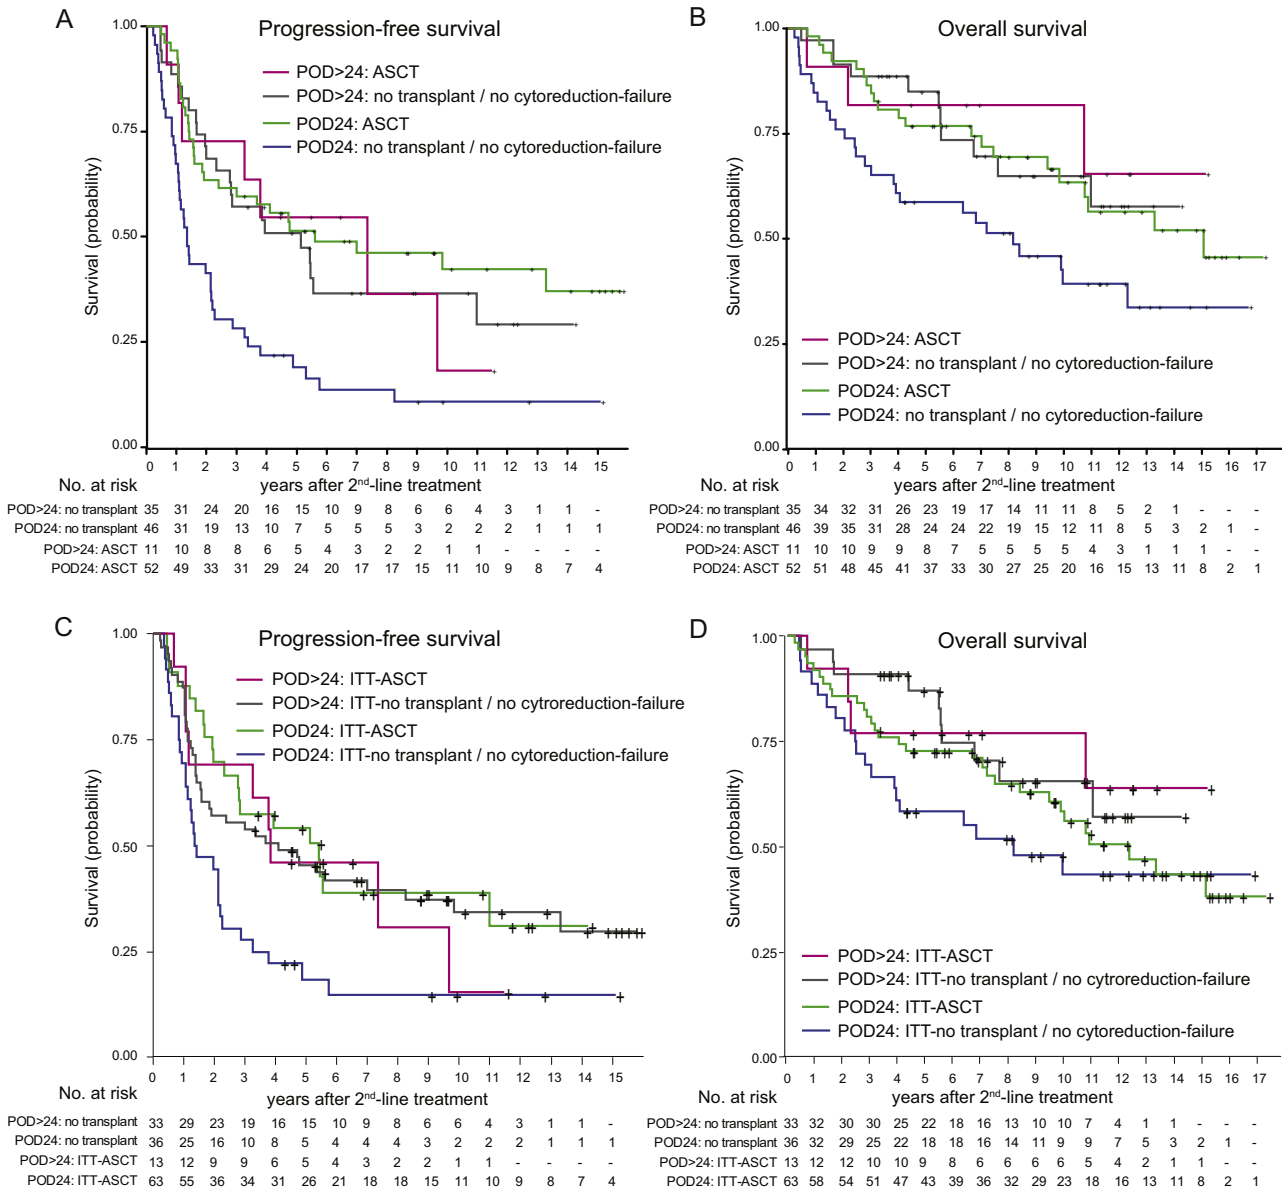 A
Progression-free survival
POD>24: ASCT
POD>24: no transplant / no cytoreduction-failure
POD24: ASCT
POD24: no transplant / no cytoreduction-failure
Survival (probability)
1.00
0.75
0.50
0.25
0.00
0 1 2 3 4 5 6 7 8 9 10 11 12 13 14 15
No. at risk
years after 2nd-line treatment
POD>24: no transplant 35 31 24 20 16 15 10 9 8 6 6 4 3 1 1 -
POD24: no transplant 46 31 19 13 10 7 5 5 5 3 2 2 2 1 1 1
POD>24: ASCT 11 10 8 8 6 5 4 3 2 2 1 1 - - - -
POD24: ASCT 52 49 33 31 29 24 20 17 17 15 11 10 9 8 7 4
B
Overall survival
Survival (probability)
1.00
0.75
0.50
0.25
0.00
POD>24: ASCT
POD>24: no transplant / no cytoreduction-failure
POD24: ASCT
POD24: no transplant / no cytoreduction-failure
0 1 2 3 4 5 6 7 8 9 10 11 12 13 14 15 16 17
No. at risk
years after 2nd-line treatment
POD>24: no transplant 35 34 32 31 26 23 19 17 14 11 11 8 5 2 1 - - -
POD24: no transplant 46 39 35 31 28 24 24 22 19 15 12 11 8 5 3 2 1 -
POD>24: ASCT 11 10 10 9 9 8 7 5 5 5 5 4 3 1 1 1 - -
POD24: ASCT 52 51 48 45 41 37 33 30 27 25 20 16 15 13 11 8 2 1
C
Progression-free survival
POD>24: ITT-ASCT
POD>24: ITT-no transplant / no cytroreduction-failure
POD24: ITT-ASCT
POD24: ITT-no transplant / no cytoreduction-failure
Survival (probability)
1.00
0.75
0.50
0.25
0.00
0 1 2 3 4 5 6 7 8 9 10 11 12 13 14 15
No. at risk
years after 2nd-line treatment
POD>24: no transplant 33 29 23 19 16 15 10 9 8 6 6 4 3 1 1 -
POD24: no transplant 36 25 16 10 8 5 4 4 4 3 2 2 2 1 1 1
POD>24: ITT-ASCT 13 12 9 9 6 5 4 3 2 2 1 1 - - - -
POD24: ITT-ASCT 63 55 36 34 31 26 21 18 18 15 11 10 9 8 7 4
D
Overall survival
Survival (probability)
1.00
0.75
0.50
0.25
0.00
POD>24: ITT-ASCT
POD>24: ITT-no transplant / no cytroreduction-failure
POD24: ITT-ASCT
POD24: ITT-no transplant / no cytoreduction-failure
0 1 2 3 4 5 6 7 8 9 10 11 12 13 14 15 16 17
No. at risk
years after 2nd-line treatment
POD>24: no transplant 33 32 30 30 25 22 18 16 13 10 10 7 4 1 1 - - -
POD24: no transplant 36 32 29 25 22 18 18 16 14 11 9 9 7 5 3 2 1 -
POD>24: ITT-ASCT 13 12 12 10 10 9 8 6 6 6 6 5 4 2 1 1 - -
POD24: ITT-ASCT 63 58 54 51 47 43 39 36 32 29 23 18 16 13 11 8 2 1